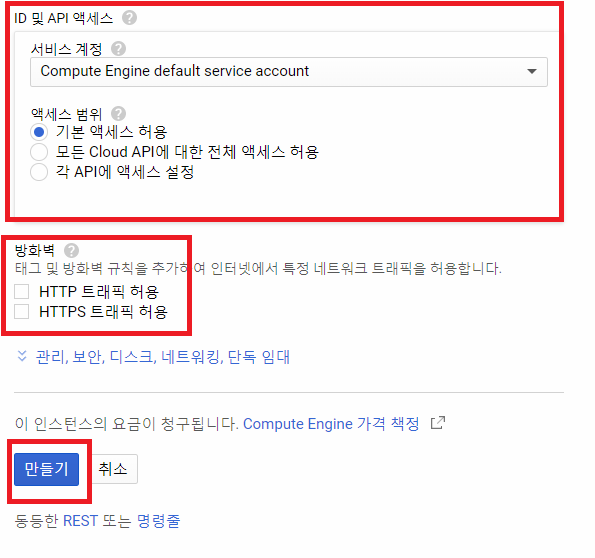 ID 및 API 액세스 ?
서비스 계정 ?
Compute Engine default service account
액세스 범위 ?
기본 액세스 허용
모든 Cloud API에 대한 전체 액세스 허용
각 API에 액세스 설정
방화벽 ?
태그 및 방화벽 규칙을 추가하여 인터넷에서 특정 네트워크 트래픽을 허용합니다.
HTTP 트래픽 허용
HTTPS 트래픽 허용
관리, 보안, 디스크, 네트워킹, 단독 임대
이 인스턴스의 요금이 청구됩니다. Compute Engine 가격 책정
만들기 취소
동등한 REST 또는 명령줄